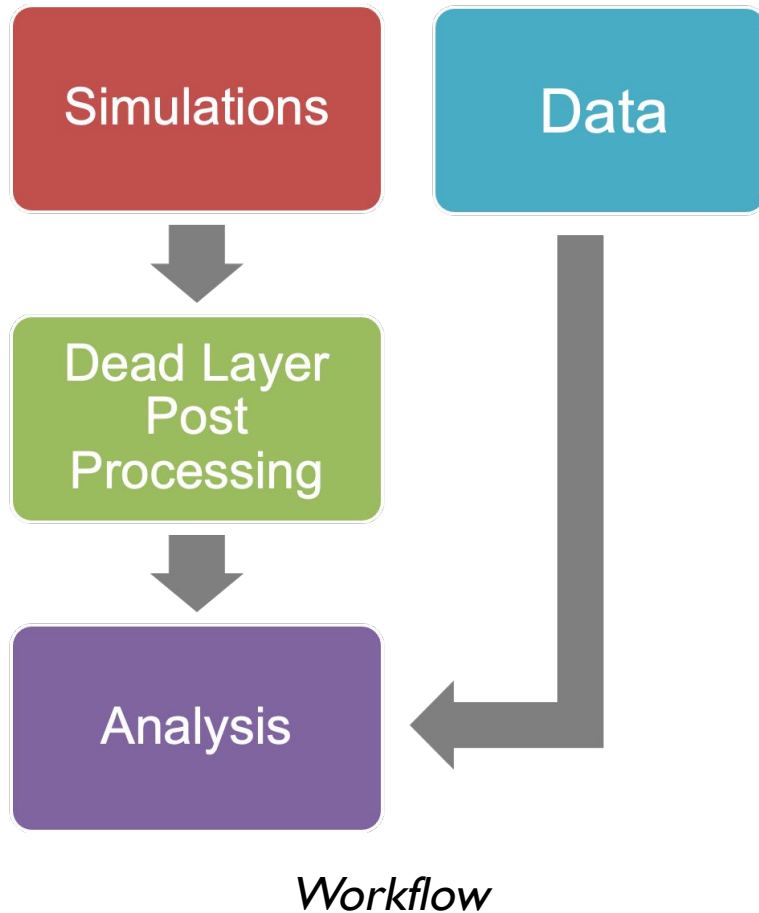 Simulations
Data
Dead Layer
Post
Processing
Analysis
Workflow